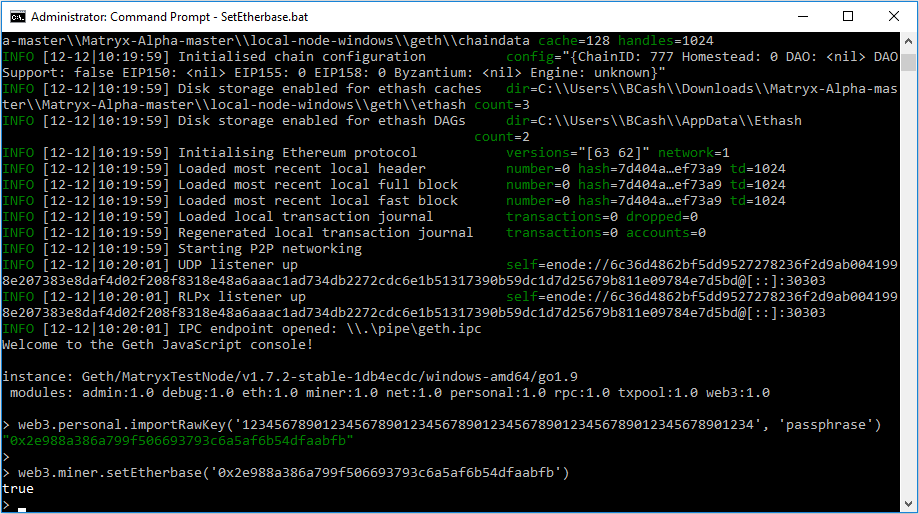 Administrator: Command Prompt - SetEtherbase.bat
a-master\\Matryx-Alpha-master\\local-node-windows\\geth\\chaindata cache=128 handles=1024
INFO [12-12|10:19:59] Initialised chain configuration config="{ChainID: 777 Homestead: 0 DAO: <nil> DAO
Support: false EIP150: <nil> EIP155: 0 EIP158: 0 Byzantium: <nil> Engine: unknown}"
INFO [12-12|10:19:59] Disk storage enabled for ethash caches dir=C:\\Users\\BCash\\Downloads\\Matryx-Alpha-mas
ter\\Matryx-Alpha-master\\local-node-windows\\geth\\ethash count=3
INFO [12-12|10:19:59] Disk storage enabled for ethash DAGs dir=C:\\Users\\BCash\\AppData\\Ethash
count=2
INFO [12-12|10:19:59] Initialising Ethereum protocol versions="[63 62]" network=1
INFO [12-12|10:19:59] Loaded most recent local header number=0 hash=7d404a…ef73a9 td=1024
INFO [12-12|10:19:59] Loaded most recent local full block number=0 hash=7d404a…ef73a9 td=1024
INFO [12-12|10:19:59] Loaded most recent local fast block number=0 hash=7d404a…ef73a9 td=1024
INFO [12-12|10:19:59] Loaded local transaction journal transactions=0 dropped=0
INFO [12-12|10:19:59] Regenerated local transaction journal transactions=0 accounts=0
INFO [12-12|10:19:59] Starting P2P networking
INFO [12-12|10:20:01] UDP listener up self=enode://6c36d4862bf5dd9527278236f2d9ab004199
8e207383e8daf4d02f208f8318e48a6aaac1ad734db2272cdc6e1b51317390b59dc1d7d25679b811e09784e7d5bd@[::]:30303
INFO [12-12|10:20:01] RLPx listener up self=enode://6c36d4862bf5dd9527278236f2d9ab004199
8e207383e8daf4d02f208f8318e48a6aaac1ad734db2272cdc6e1b51317390b59dc1d7d25679b811e09784e7d5bd@[::]:30303
INFO [12-12|10:20:01] IPC endpoint opened: \\.\pipe\geth.ipc
Welcome to the Geth JavaScript console!
instance: Geth/MatryxTestNode/v1.7.2-stable-1db4ecdc/windows-amd64/go1.9
modules: admin:1.0 debug:1.0 eth:1.0 miner:1.0 net:1.0 personal:1.0 rpc:1.0 txpool:1.0 web3:1.0
> web3.personal.importRawKey('1234567890123456789012345678901234567890123456789012345678901234', 'passphrase')
"0x2e988a386a799f506693793c6a5af6b54dfaabfb"
>
> web3.miner.setEtherbase('0x2e988a386a799f506693793c6a5af6b54dfaabfb')
true
>